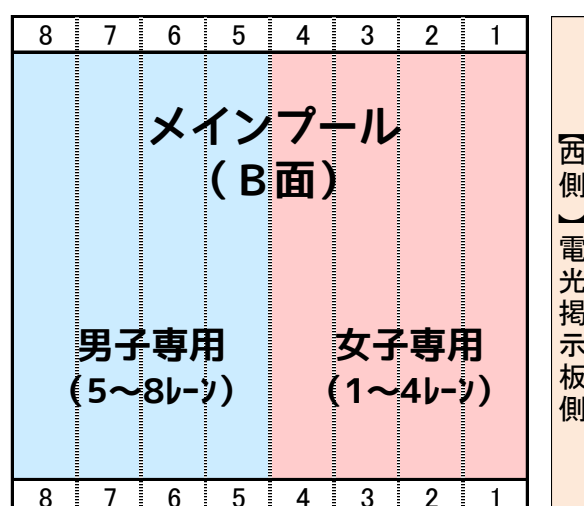 8 7 6 5 4 3 2 1
メインプール
（B面）
男子専用
（5～8ﾚｰﾝ）
女子専用
（1～4ﾚｰﾝ）
8 7 6 5 4 3 2 1
【西側】電光掲示板側